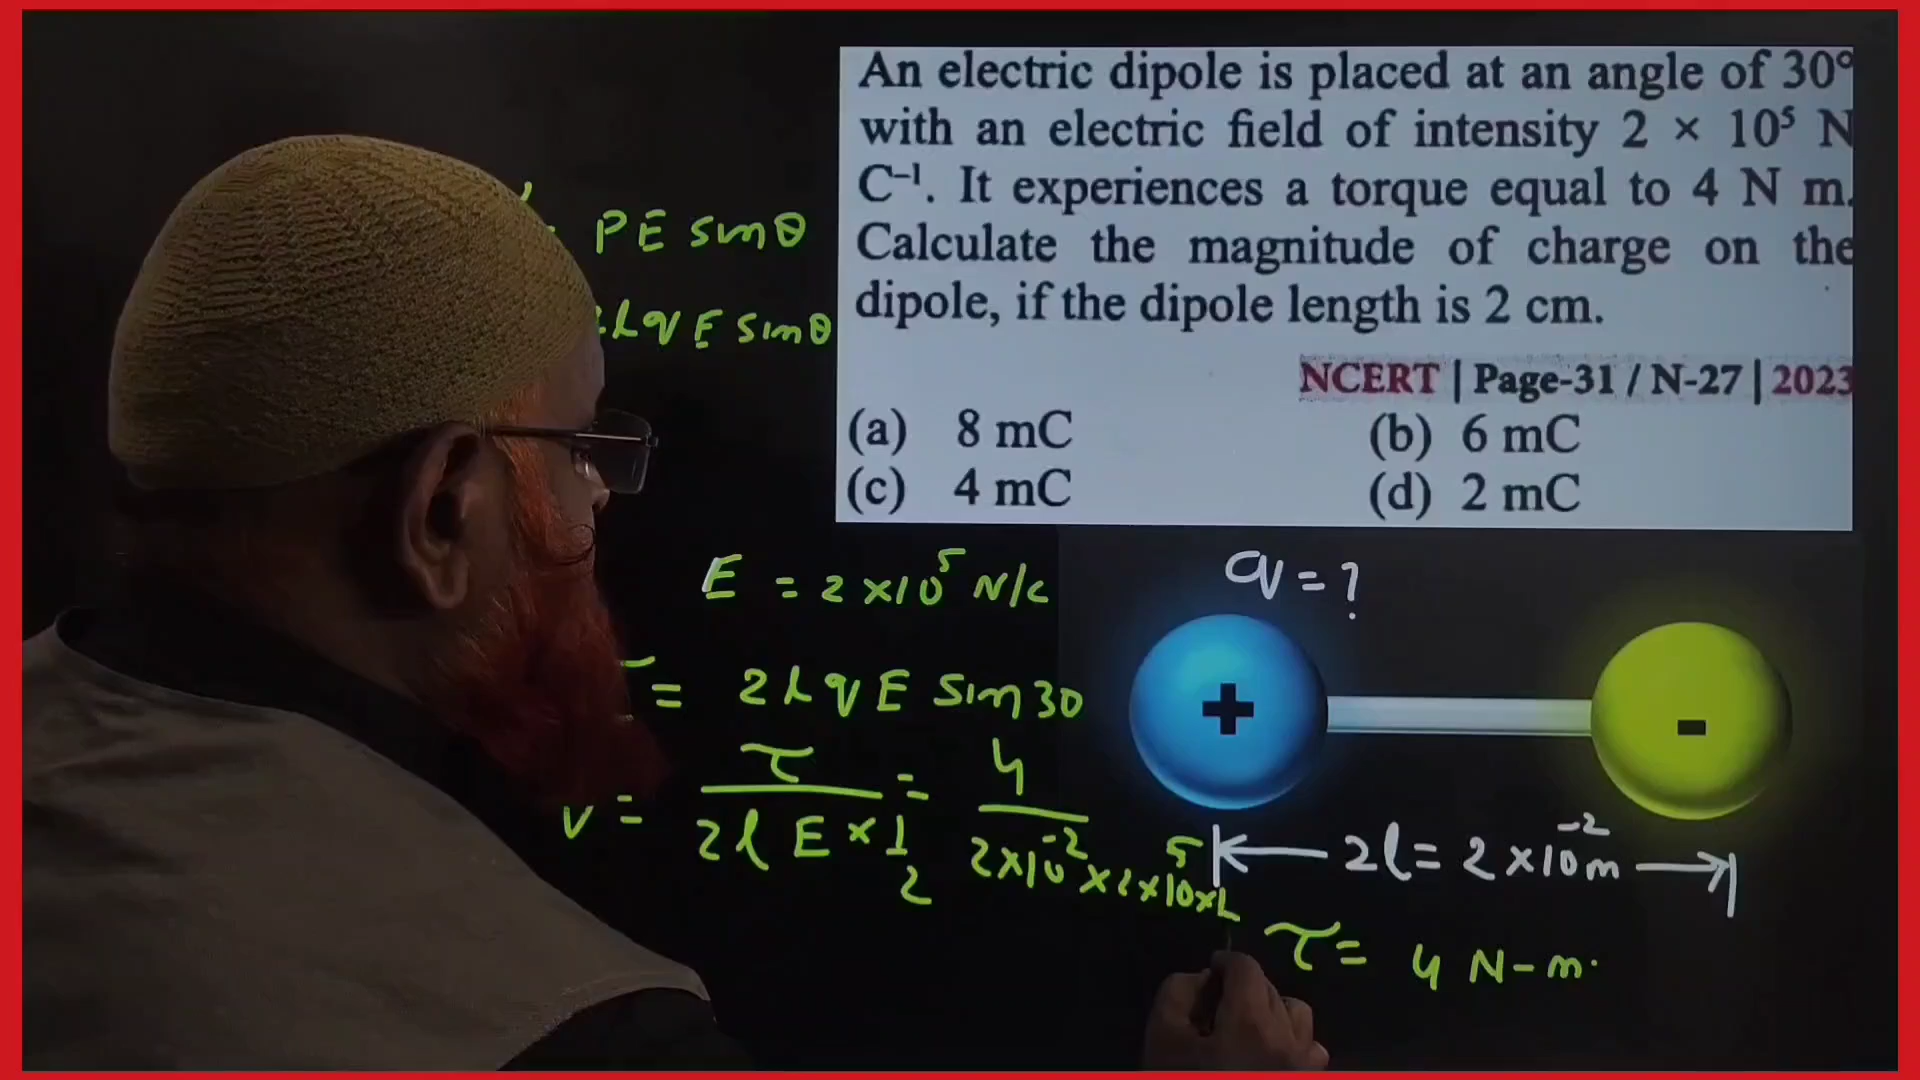 An electric dipole is placed at an angle of 30°
with an electric field of intensity 2 × 10⁵ N
C⁻¹. It experiences a torque equal to 4 N m.
Calculate the magnitude of charge on the
dipole, if the dipole length is 2 cm.
NCERT | Page-31 / N-27 | 2023
(a) 8 mC (b) 6 mC
(c) 4 mC (d) 2 mC
PE sinθ
2lqE sinθ
E = 2×10⁵ N/C
q = ?
+ -
= 2lqE sin30
= τ / (2l E × 1/2) = 4 / (2×10⁻² × 2×10⁵ ×
2l = 2×10⁻² m
τ = 4 N-m.